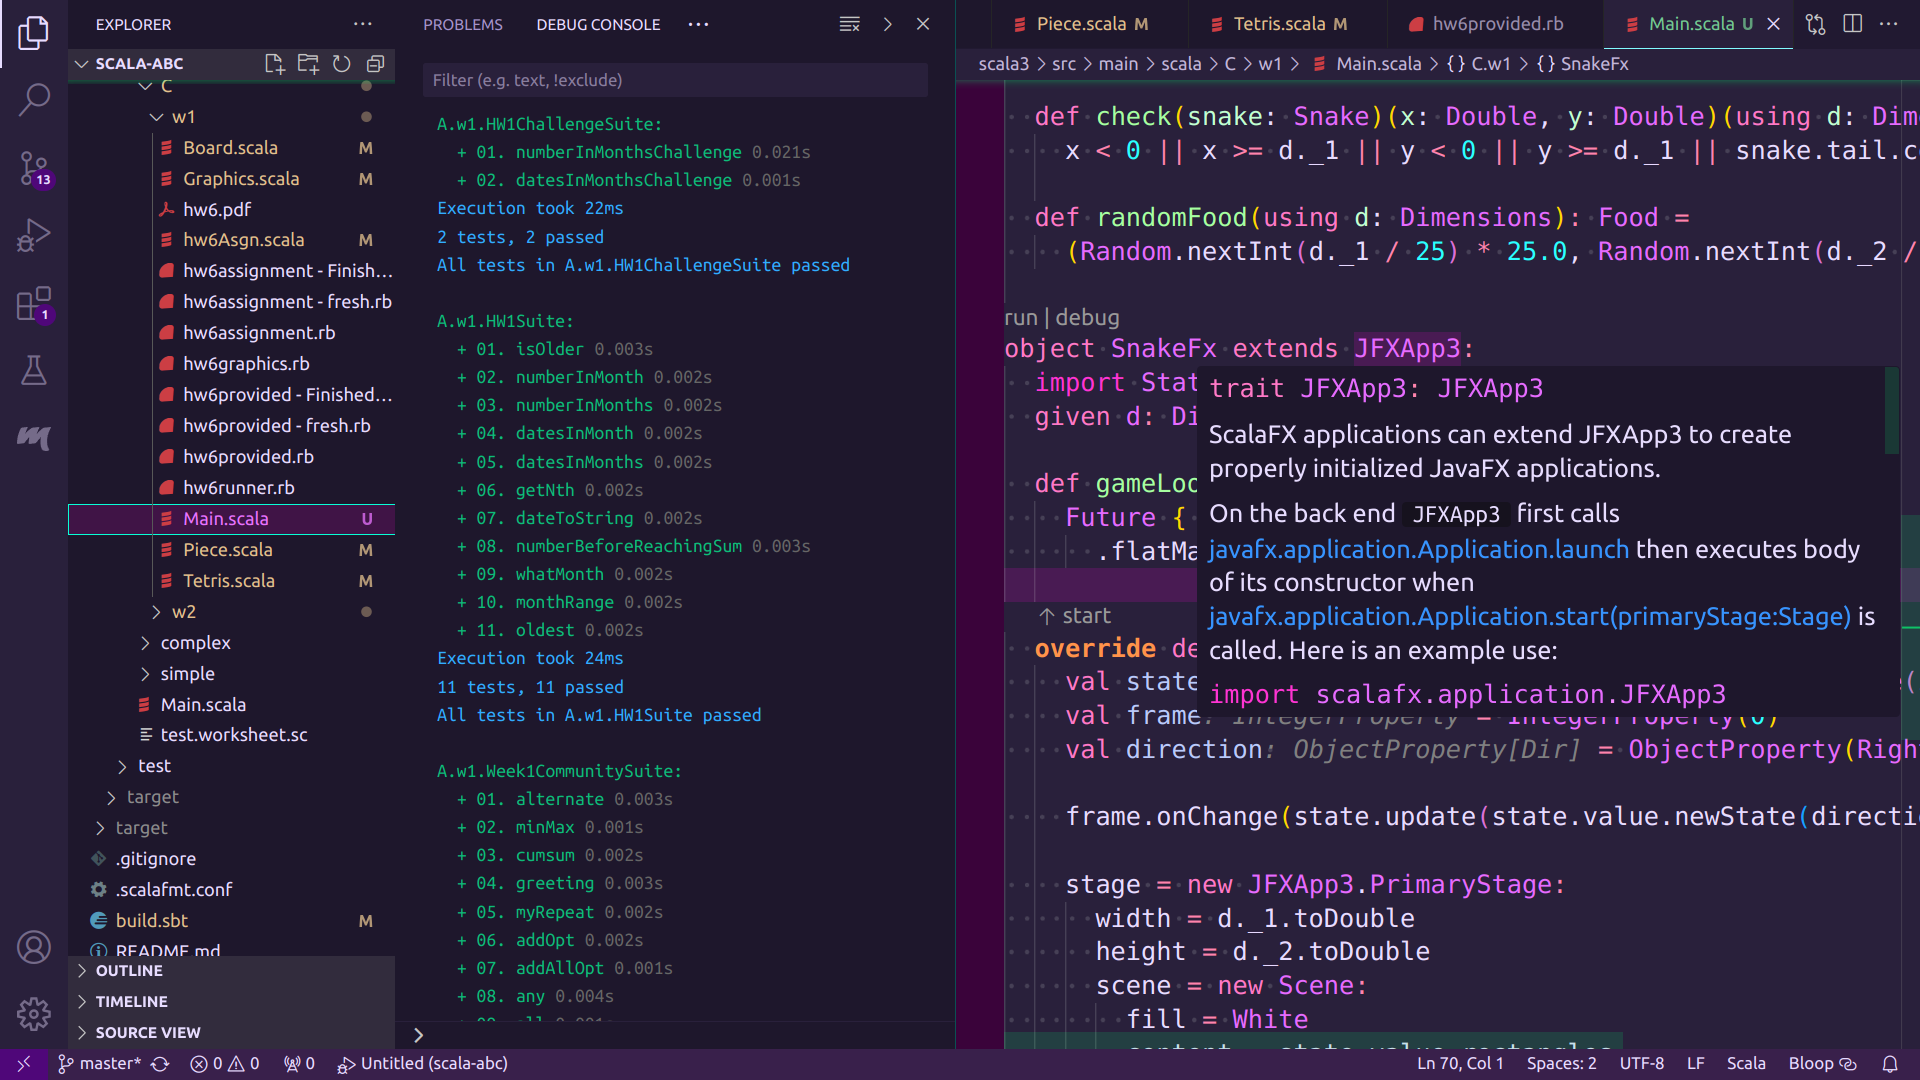 EXPLORER
SCALA-ABC
C
w1
Board.scala M
Graphics.scala M
hw6.pdf
hw6Asgn.scala M
hw6assignment - Finish...
hw6assignment - fresh.rb
hw6assignment.rb
hw6graphics.rb
hw6provided - Finished...
hw6provided - fresh.rb
hw6provided.rb
hw6runner.rb
Main.scala U
Piece.scala M
Tetris.scala M
w2
complex
simple
Main.scala
test.worksheet.sc
test
target
target
.gitignore
.scalafmt.conf
build.sbt M
README.md
OUTLINE
TIMELINE
SOURCE VIEW
13
1
PROBLEMS DEBUG CONSOLE
Filter (e.g. text, !exclude)
A.w1.HW1ChallengeSuite:
+ 01. numberInMonthsChallenge 0.021s
+ 02. datesInMonthsChallenge 0.001s
Execution took 22ms
2 tests, 2 passed
All tests in A.w1.HW1ChallengeSuite passed
A.w1.HW1Suite:
+ 01. isOlder 0.003s
+ 02. numberInMonth 0.002s
+ 03. numberInMonths 0.002s
+ 04. datesInMonth 0.002s
+ 05. datesInMonths 0.002s
+ 06. getNth 0.002s
+ 07. dateToString 0.002s
+ 08. numberBeforeReachingSum 0.003s
+ 09. whatMonth 0.002s
+ 10. monthRange 0.002s
+ 11. oldest 0.002s
Execution took 24ms
11 tests, 11 passed
All tests in A.w1.HW1Suite passed
A.w1.Week1CommunitySuite:
+ 01. alternate 0.003s
+ 02. minMax 0.001s
+ 03. cumsum 0.002s
+ 04. greeting 0.003s
+ 05. myRepeat 0.002s
+ 06. addOpt 0.002s
+ 07. addAllOpt 0.001s
+ 08. any 0.004s
Piece.scala M Tetris.scala M hw6provided.rb Main.scala U
scala3 > src > main > scala > C > w1 > Main.scala > {} C.w1 > {} SnakeFx
def check(snake: Snake)(x: Double, y: Double)(using d: Dim
x < 0 || x >= d._1 || y < 0 || y >= d._1 || snake.tail.c
def randomFood(using d: Dimensions): Food =
(Random.nextInt(d._1 / 25) * 25.0, Random.nextInt(d._2 /
run | debug
object SnakeFx extends JFXApp3:
import Stat
given d: Di
def gameLoo
Future {
.flatMa
↑ start
override de
val state
val frame: IntegerProperty = IntegerProperty(0)
val direction: ObjectProperty[Dir] = ObjectProperty(Righ
frame.onChange(state.update(state.value.newState(directi
stage = new JFXApp3.PrimaryStage:
width = d._1.toDouble
height = d._2.toDouble
scene = new Scene:
fill = White
content = state.value.rectangles
trait JFXApp3: JFXApp3
ScalaFX applications can extend JFXApp3 to create
properly initialized JavaFX applications.
On the back end JFXApp3 first calls
javafx.application.Application.launch then executes body
of its constructor when
javafx.application.Application.start(primaryStage:Stage) is
called. Here is an example use:
import scalafx.application.JFXApp3
master* 0 0 0 Untitled (scala-abc) Ln 70, Col 1 Spaces: 2 UTF-8 LF Scala Bloop